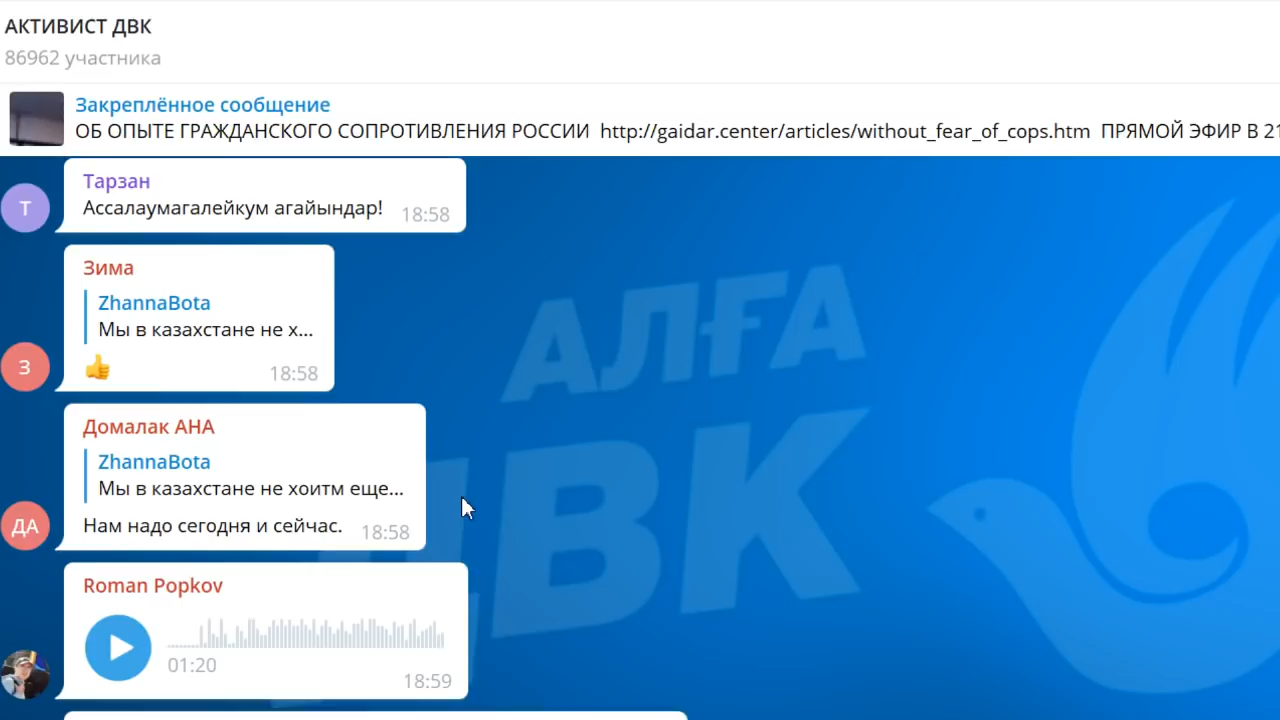 АКТИВИСТ ДВК
86962 участника
Закреплённое сообщение
ОБ ОПЫТЕ ГРАЖДАНСКОГО СОПРОТИВЛЕНИЯ РОССИИ http://gaidar.center/articles/without_fear_of_cops.htm ПРЯМОЙ ЭФИР В 21
Тарзан
Т
Ассалаумагалейкум агайындар!
18:58
Зима
ZhannaBota
Мы в казахстане не х...
З
👍
18:58
Домалак АНА
ZhannaBota
Мы в казахстане не хоитм еще...
ДА
Нам надо сегодня и сейчас.
18:58
Roman Popkov
01:20
18:59
АЛҒА
ДВК